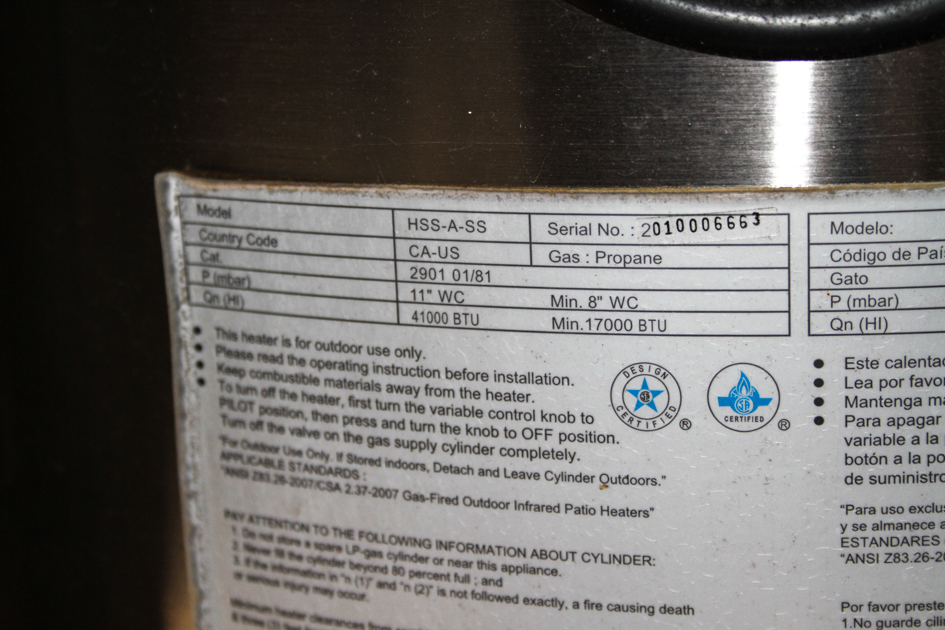 Model HSS-A-SS Serial No. : 2010006663
Country Code CA-US Gas : Propane
Cat. 2901 01/81
P (mbar) 11" WC Min. 8" WC
Qn (HI) 41000 BTU Min.17000 BTU
• This heater is for outdoor use only.
• Please read the operating instruction before installation.
• Keep combustible materials away from the heater.
• To turn off the heater, first turn the variable control knob to
PILOT position, then press and turn the knob to OFF position.
Turn off the valve on the gas supply cylinder completely.
"For Outdoor Use Only. If Stored indoors, Detach and Leave Cylinder Outdoors."
APPLICABLE STANDARDS :
"ANSI Z83.26-2007/CSA 2.37-2007 Gas-Fired Outdoor Infrared Patio Heaters"
PAY ATTENTION TO THE FOLLOWING INFORMATION ABOUT CYLINDER:
1. Do not store a spare LP-gas cylinder or near this appliance.
2. Never fill the cylinder beyond 80 percent full ; and
3. If the information in "n (1)" and "n (2)" is not followed exactly, a fire causing death
or serious injury may occur.
Minimum heater clearances from
DESIGN
CERTIFIED ®
CERTIFIED ®
Modelo:
Código de Paí
Gato
P (mbar)
Qn (HI)
• Este calenta
• Lea por favo
• Mantenga ma
• Para apagar
variable a la
botón a la po
de suministro
"Para uso exclus
y se almanece a
ESTANDARES
"ANSI Z83.26-20
Por favor preste
1.No guarde cili